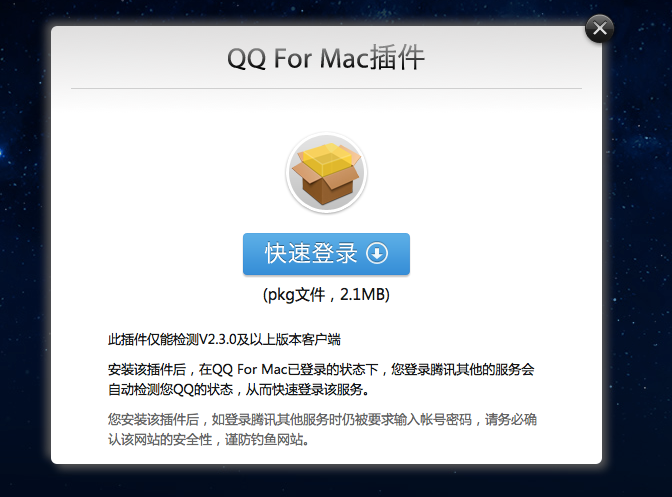 QQ For Mac插件
快速登录
(pkg文件，2.1MB)
此插件仅能检测V2.3.0及以上版本客户端
安装该插件后，在QQ For Mac已登录的状态下，您登录腾讯其他的服务会
自动检测您QQ的状态，从而快速登录该服务。
您安装该插件后，如登录腾讯其他服务时仍被要求输入帐号密码，请务必确
认该网站的安全性，谨防钓鱼网站。